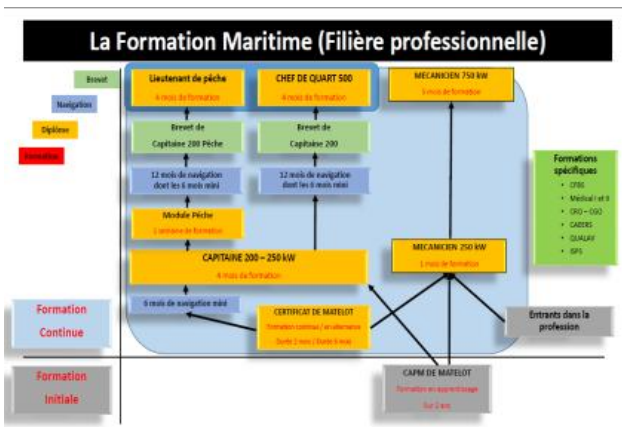 La Formation Maritime (Filière professionnelle)
Brevet
Navigation
Diplôme
Formation
Lieutenant de pêche
4 mois de formation
CHEF DE QUART 500
4 mois de formation
MECANICIEN 750 kW
5 mois de formation
Brevet de
Capitaine 200 Pêche
Brevet de
Capitaine 200
12 mois de navigation
dont les 6 mois mini
12 mois de navigation
dont les 6 mois mini
Module Pêche
1 semaine de formation
CAPITAINE 200 – 250 kW
4 mois de formation
MECANICIEN 250 kW
1 mois de formation
Formations
spécifiques
• CFBS
• Médical I et II
• CRO – CGO
• CAEERS
• QUALAV
• ISPS
6 mois de navigation mini
CERTIFICAT DE MATELOT
Formation continue / en alternance
Durée 2 mois / Durée 6 mois
Entrants dans la
profession
Formation
Continue
Formation
Initiale
CAPM DE MATELOT
Formation en apprentissage
Sur 2 ans